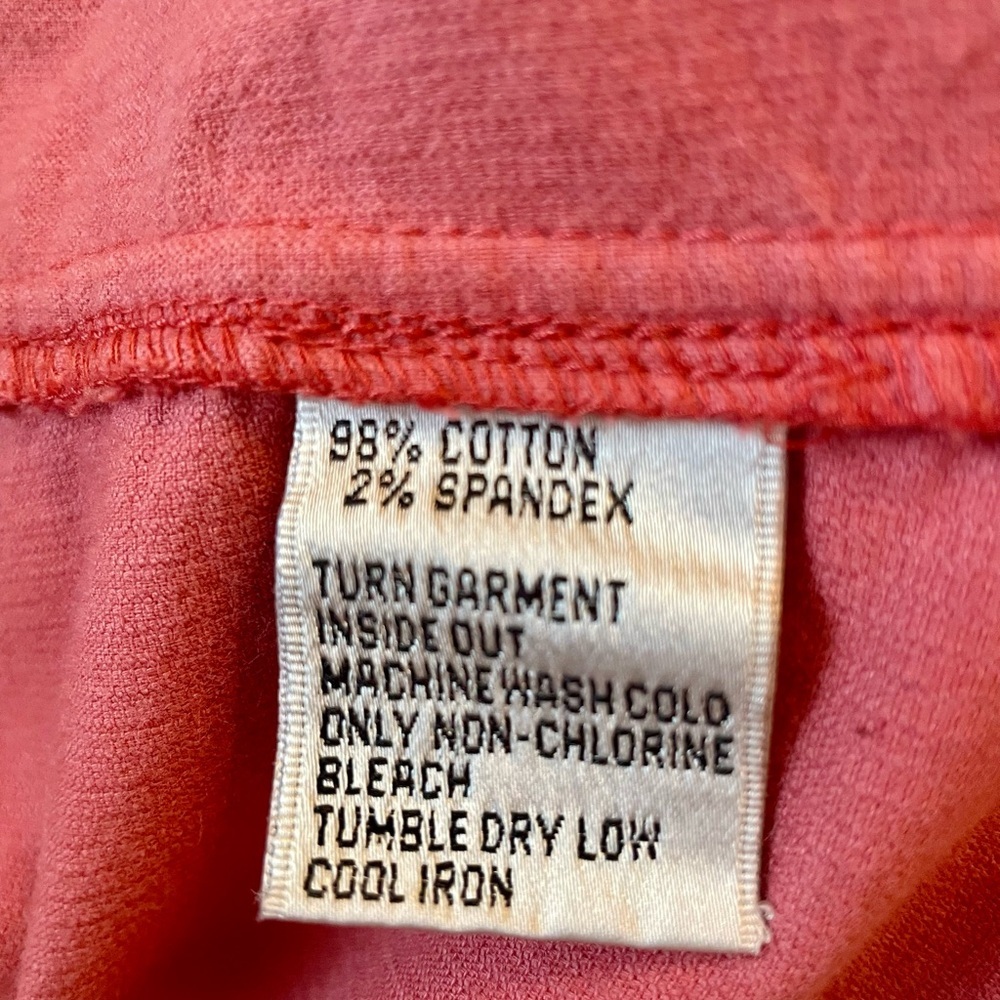 98% COTTON
2% SPANDEX
TURN GARMENT
INSIDE OUT
MACHINE WASH COLD
ONLY NON-CHLORINE
BLEACH
TUMBLE DRY LOW
COOL IRON